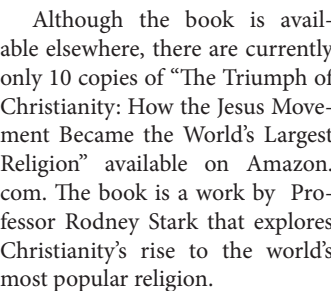 Although the book is avail-
able elsewhere, there are currently
only 10 copies of “The Triumph of
Christianity: How the Jesus Move-
ment Became the World’s Largest
Religion” available on Amazon.
com. The book is a work by Pro-
fessor Rodney Stark that explores
Christianity’s rise to the world’s
most popular religion.